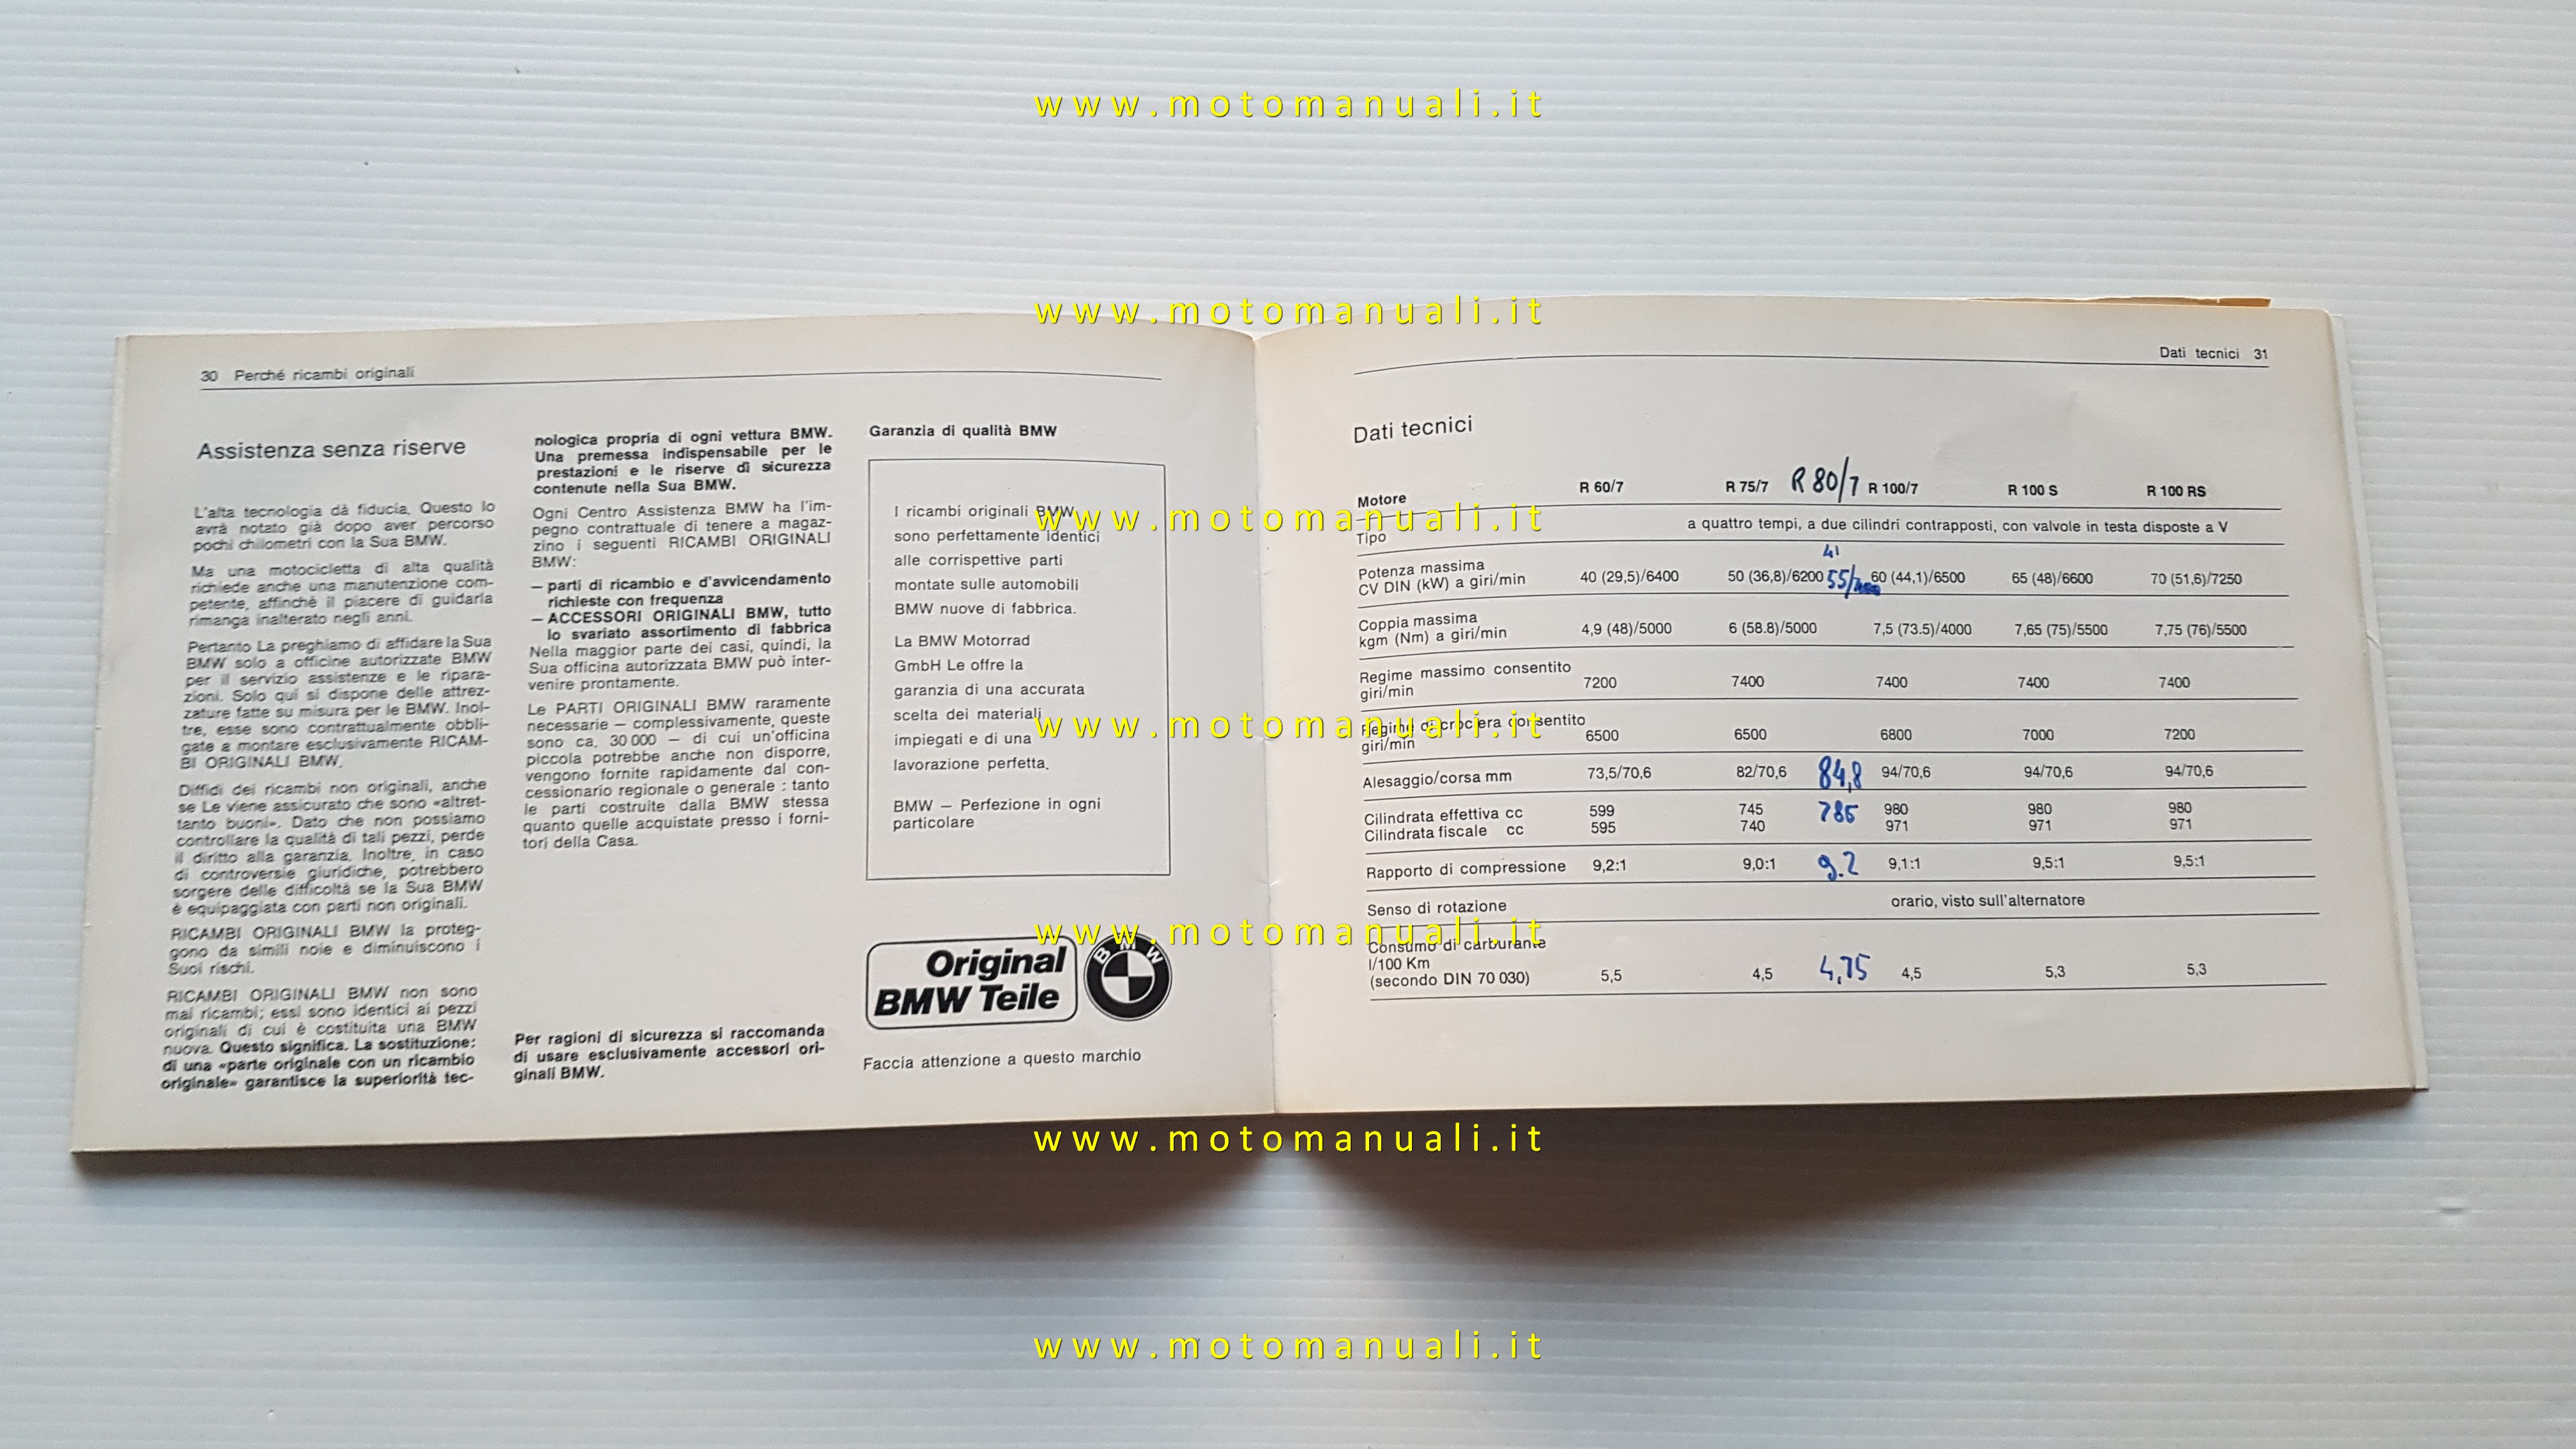 www.motomanuali.it
www.motomanuali.it
30 Perché ricambi originali
Assistenza senza riserve
L'alta tecnologia dà fiducia. Questo lo
avrà notato già dopo aver percorso
pochi chilometri con la Sua BMW.
Ma una motocicletta di alta qualità
richiede anche una manutenzione com-
petente, affinchè il piacere di guidarla
rimanga inalterato negli anni.
Pertanto La preghiamo di affidare la Sua
BMW solo a officine autorizzate BMW
per il servizio assistenze e le ripara-
zioni. Solo qui si dispone delle attrez-
zature fatte su misura per le BMW. Inol-
tre, esse sono contrattualmente obbli-
gate a montare esclusivamente RICAM-
BI ORIGINALI BMW.
Diffidi dei ricambi non originali, anche
se Le viene assicurato che sono «altret-
tanto buoni». Dato che non possiamo
controllare la qualità di tali pezzi, perde
il diritto alla garanzia. Inoltre, in caso
di controversie giuridiche, potrebbero
sorgere delle difficoltà se la Sua BMW
è equipaggiata con parti non originali.
RICAMBI ORIGINALI BMW la proteg-
gono da simili noie e diminuiscono i
Suoi rischi.
RICAMBI ORIGINALI BMW non sono
mai ricambi; essi sono identici ai pezzi
originali di cui è costituita una BMW
nuova. Questo significa. La sostituzione:
di una «parte originale con un ricambio
originale» garantisce la superiorità tec-
nologica propria di ogni vettura BMW.
Una premessa indispensabile per le
prestazioni e le riserve di sicurezza
contenute nella Sua BMW.
Ogni Centro Assistenza BMW ha l'im-
pegno contrattuale di tenere a magaz-
zino i seguenti RICAMBI ORIGINALI
BMW:
— parti di ricambio e d'avvicendamento
richieste con frequenza
— ACCESSORI ORIGINALI BMW, tutto
lo svariato assortimento di fabbrica
Nella maggior parte dei casi, quindi, la
Sua officina autorizzata BMW può inter-
venire prontamente.
Le PARTI ORIGINALI BMW raramente
necessarie — complessivamente, queste
sono ca. 30 000 — di cui un'officina
piccola potrebbe anche non disporre,
vengono fornite rapidamente dal con-
cessionario regionale o generale : tanto
le parti costruite dalla BMW stessa
quanto quelle acquistate presso i forni-
tori della Casa.
Per ragioni di sicurezza si raccomanda
di usare esclusivamente accessori ori-
ginali BMW.
Garanzia di qualità BMW
I ricambi originali BMW
sono perfettamente identici
alle corrispettive parti
montate sulle automobili
BMW nuove di fabbrica.
La BMW Motorrad
GmbH Le offre la
garanzia di una accurata
scelta dei materiali
impiegati e di una
lavorazione perfetta.
BMW — Perfezione in ogni
particolare
Original
BMW Teile
BMW
Faccia attenzione a questo marchio
Dati tecnici 31
Dati tecnici
Motore R 60/7 R 75/7 R 80/7 R 100/7 R 100 S R 100 RS
www.motomanuali.it
Tipo a quattro tempi, a due cilindri contrapposti, con valvole in testa disposte a V
41
Potenza massima
CV DIN (kW) a giri/min 40 (29,5)/6400 50 (36,8)/6200 55/ 60 (44,1)/6500 65 (48)/6600 70 (51,6)/7250
Coppia massima
kgm (Nm) a giri/min 4,9 (48)/5000 6 (58.8)/5000 7,5 (73.5)/4000 7,65 (75)/5500 7,75 (76)/5500
Regime massimo consentito
giri/min 7200 7400 7400 7400 7400
www.motomanuali.it
Regime di crociera consentito
giri/min 6500 6500 6800 7000 7200
Alesaggio/corsa mm 73,5/70,6 82/70,6 84,8 94/70,6 94/70,6 94/70,6
Cilindrata effettiva cc 599 745 785 980 980 980
Cilindrata fiscale cc 595 740 971 971 971
Rapporto di compressione 9,2:1 9,0:1 9.2 9,1:1 9,5:1 9,5:1
Senso di rotazione orario, visto sull'alternatore
www.motomanuali.it
Consumo di carburante
l/100 Km
(secondo DIN 70 030) 5,5 4,5 4,75 4,5 5,3 5,3
www.motomanuali.it
www.motomanuali.it